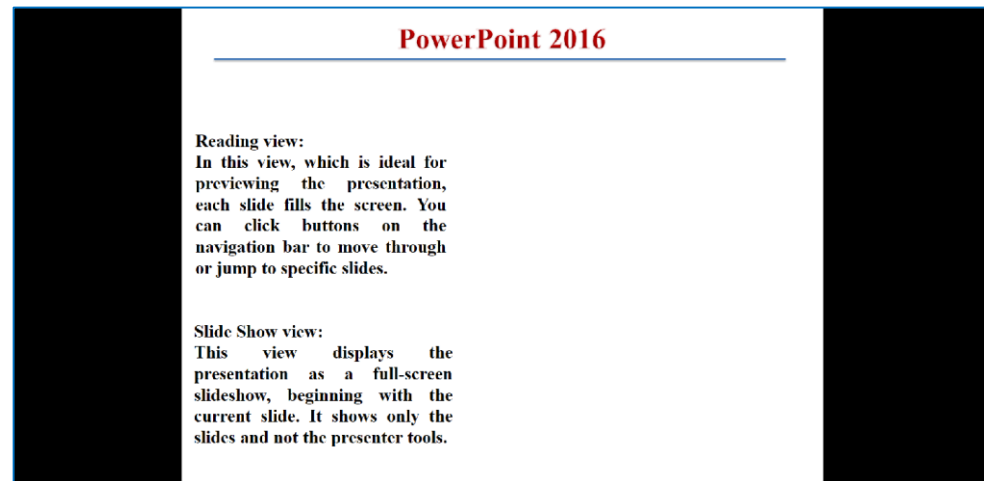 PowerPoint 2016
Reading view:
In this view, which is ideal for
previewing the presentation,
each slide fills the screen. You
can click buttons on the
navigation bar to move through
or jump to specific slides.
Slide Show view:
This view displays the
presentation as a full-screen
slideshow, beginning with the
current slide. It shows only the
slides and not the presenter tools.